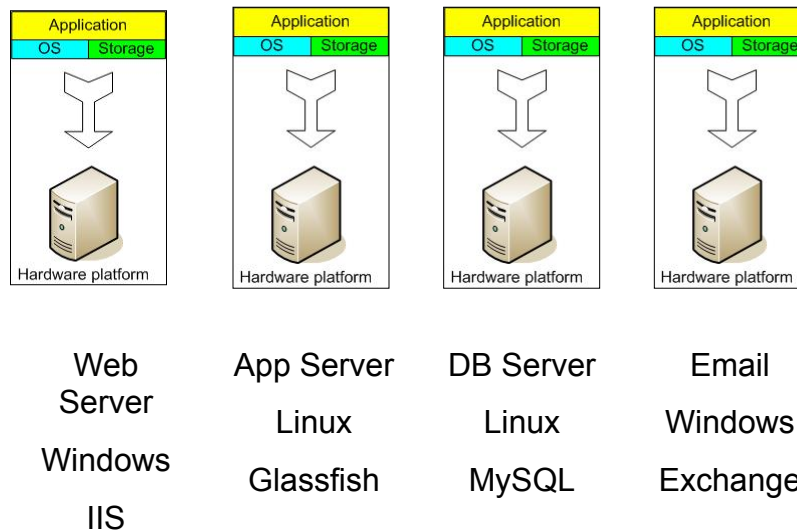 Application
OS Storage
Hardware platform
Application
OS Storage
Hardware platform
Application
OS Storage
Hardware platform
Application
OS Storage
Hardware platform
Web
Server
Windows
IIS
App Server
Linux
Glassfish
DB Server
Linux
MySQL
Email
Windows
Exchange